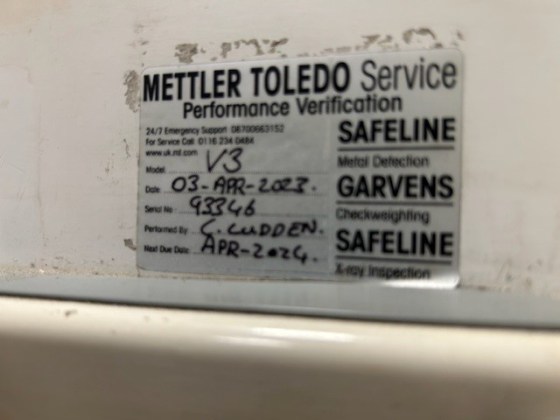 METTLER TOLEDO Service
Performance Verification
24/7 Emergency Support 08700663152
For Service Call 0116 234 0484
www.uk.mt.com
Model V3
Date 03-APR-2023.
Serial No 93346
Performed By C. CUDDEN.
Next Due Date APR-2024.
SAFELINE
Metal Detection
GARVENS
Checkweighing
SAFELINE
X-ray Inspection